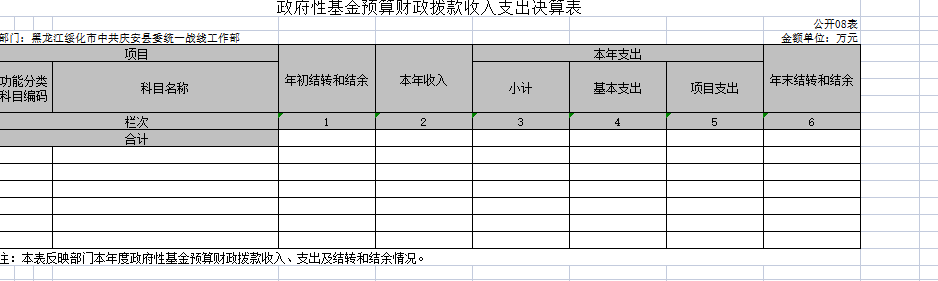 政府性基金预算财政拨款收入支出决算表
公开08表
部门：黑龙江绥化市中共庆安县委统一战线工作部 金额单位：万元
项目 年初结转和结余 本年收入 本年支出 年末结转和结余
功能分类
科目编码 科目名称 小计 基本支出 项目支出
栏次 1 2 3 4 5 6
合计
注：本表反映部门本年度政府性基金预算财政拨款收入、支出及结转和结余情况。